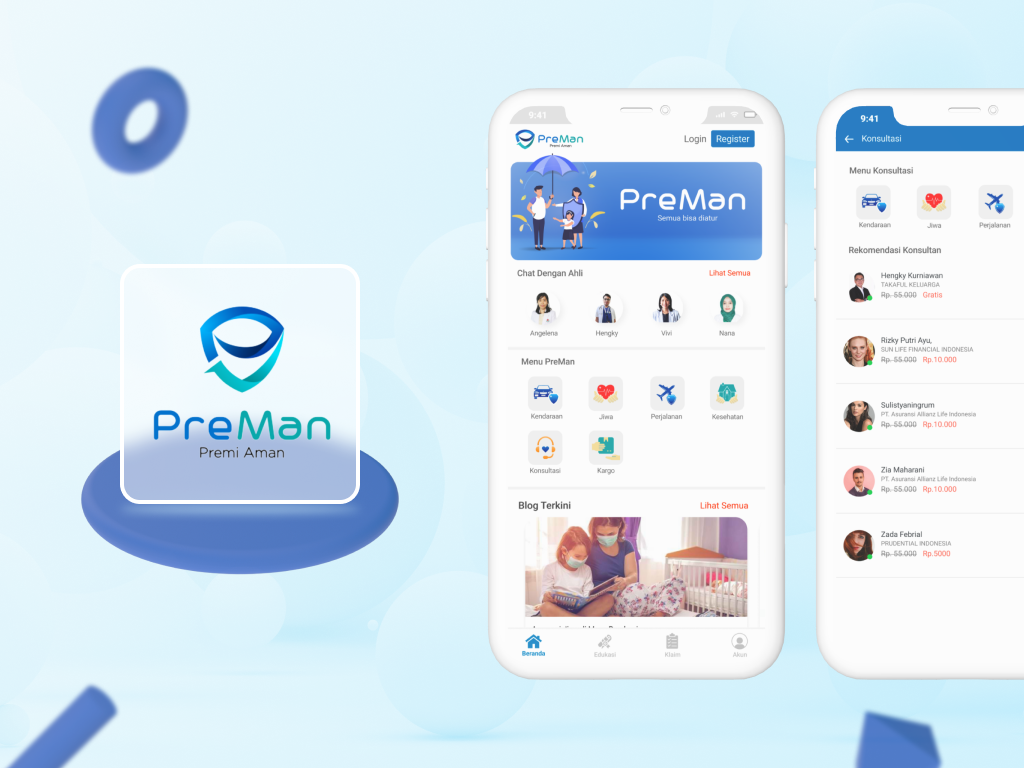 PreMan
Premi Aman
9:41
PreMan
Premi Aman
Login
Register
PreMan
Semua bisa diatur
Chat Dengan Ahli
Lihat Semua
Angelena
Hengky
Vivi
Nana
Menu PreMan
Kendaraan
Jiwa
Perjalanan
Kesehatan
Konsultasi
Kargo
Blog Terkini
Lihat Semua
Beranda
Edukasi
Klaim
Akun
9:41
Konsultasi
Menu Konsultasi
Kendaraan
Jiwa
Perjalanan
Rekomendasi Konsultan
Hengky Kurniawan
TAKAFUL KELUARGA
Rp. 55.000 Gratis
Rizky Putri Ayu,
SUN LIFE FINANCIAL INDONESIA
Rp. 55.000 Rp.10.000
Sulistyaningrum
PT. Asuransi Allianz Life Indonesia
Rp. 55.000 Rp.10.000
Zia Maharani
PT. Asuransi Allianz Life Indonesia
Rp. 55.000 Rp.10.000
Zada Febrial
PRUDENTIAL INDONESIA
Rp. 55.000 Rp.5000